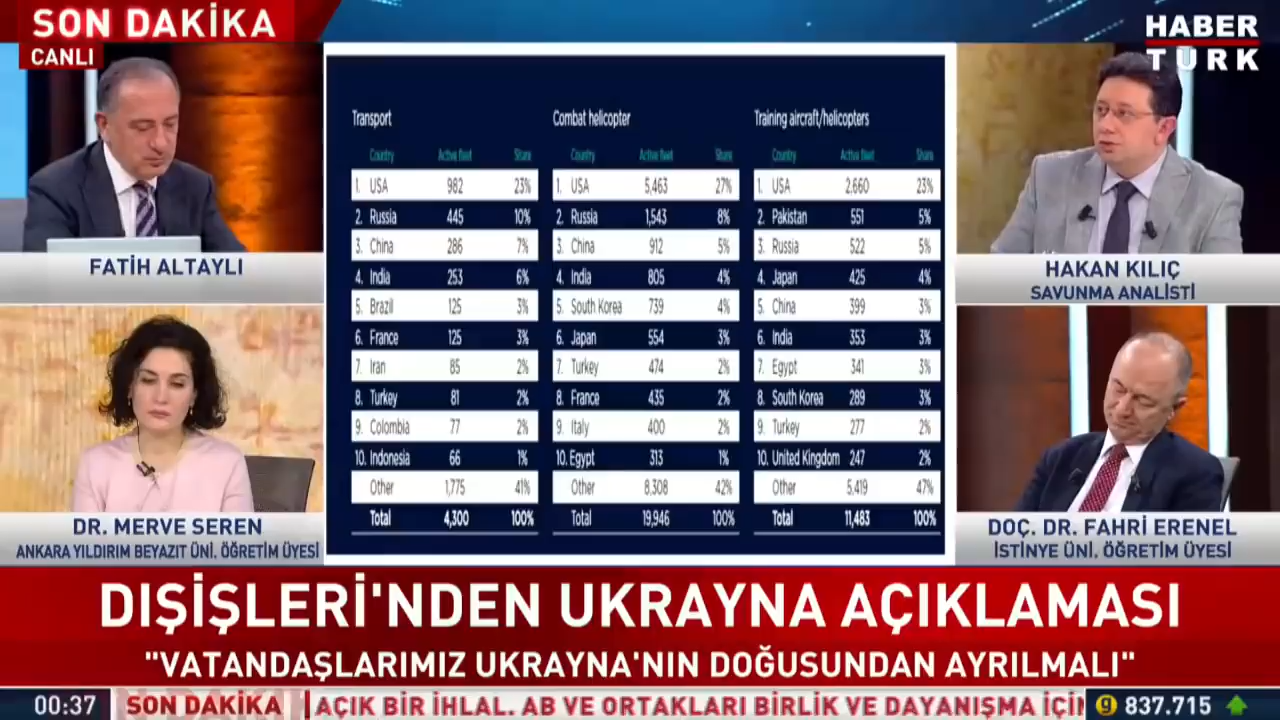 SON DAKİKA
CANLI
HABER
TÜRK
FATİH ALTAYLI
HAKAN KILIÇ
SAVUNMA ANALİSTİ
DR. MERVE SEREN
ANKARA YILDIRIM BEYAZIT ÜNİ. ÖĞRETİM ÜYESİ
DOÇ. DR. FAHRİ ERENEL
İSTİNYE ÜNİ. ÖĞRETİM ÜYESİ
Transport
Country Active fleet Share
1. USA 982 23%
2. Russia 445 10%
3. China 286 7%
4. India 253 6%
5. Brazil 125 3%
6. France 125 3%
7. Iran 85 2%
8. Turkey 81 2%
9. Colombia 77 2%
10. Indonesia 66 1%
Other 1,775 41%
Total 4,300 100%
Combat helicopter
Country Active fleet Share
1. USA 5,463 27%
2. Russia 1,543 8%
3. China 912 5%
4. India 805 4%
5. South Korea 739 4%
6. Japan 554 3%
7. Turkey 474 2%
8. France 435 2%
9. Italy 400 2%
10. Egypt 313 1%
Other 8,308 42%
Total 19,946 100%
Training aircraft/helicopters
Country Active fleet Share
1. USA 2,660 23%
2. Pakistan 551 5%
3. Russia 522 5%
4. Japan 425 4%
5. China 399 3%
6. India 353 3%
7. Egypt 341 3%
8. South Korea 289 3%
9. Turkey 277 2%
10. United Kingdom 247 2%
Other 5,419 47%
Total 11,483 100%
DIŞİŞLERİ'NDEN UKRAYNA AÇIKLAMASI
"VATANDAŞLARIMIZ UKRAYNA'NIN DOĞUSUNDAN AYRILMALI"
00:37 SON DAKİKA AÇIK BİR İHLAL. AB VE ORTAKLARI BİRLİK VE DAYANIŞMA İÇİN 837.715